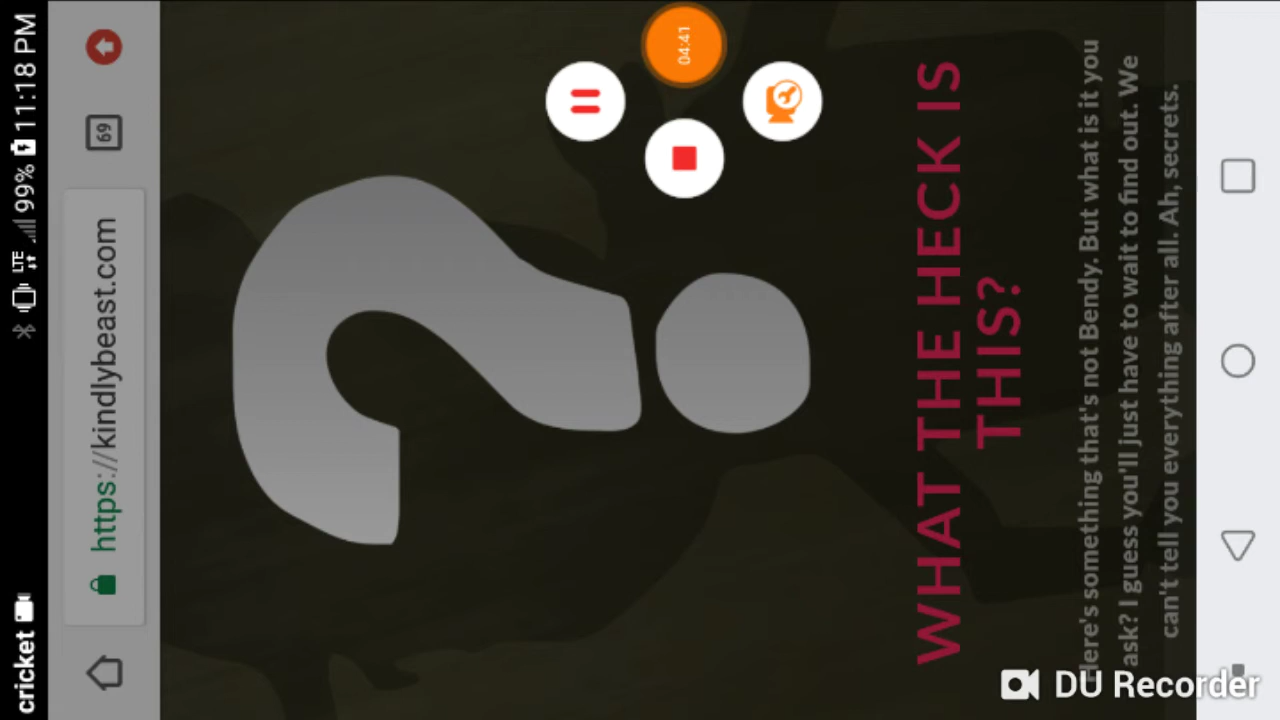 cricket 99% 11:18 PM
LTE
https://kindlybeast.com
69
04:41
WHAT THE HECK IS
THIS?
Here's something that's not Bendy. But what is it you
ask? I guess you'll just have to wait to find out. We
can't tell you everything after all. Ah, secrets.
DU Recorder